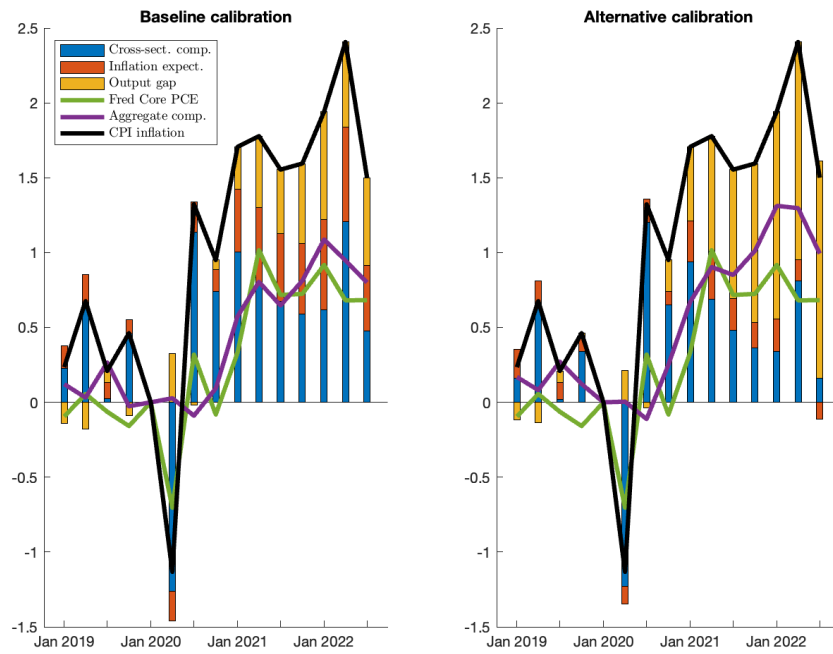 Baseline calibration
2.5
2
1.5
1
0.5
0
-0.5
-1
-1.5
Cross-sect. comp.
Inflation expect.
Output gap
Fred Core PCE
Aggregate comp.
CPI inflation
Jan 2019 Jan 2020 Jan 2021 Jan 2022
Alternative calibration
2.5
2
1.5
1
0.5
0
-0.5
-1
-1.5
Jan 2019 Jan 2020 Jan 2021 Jan 2022